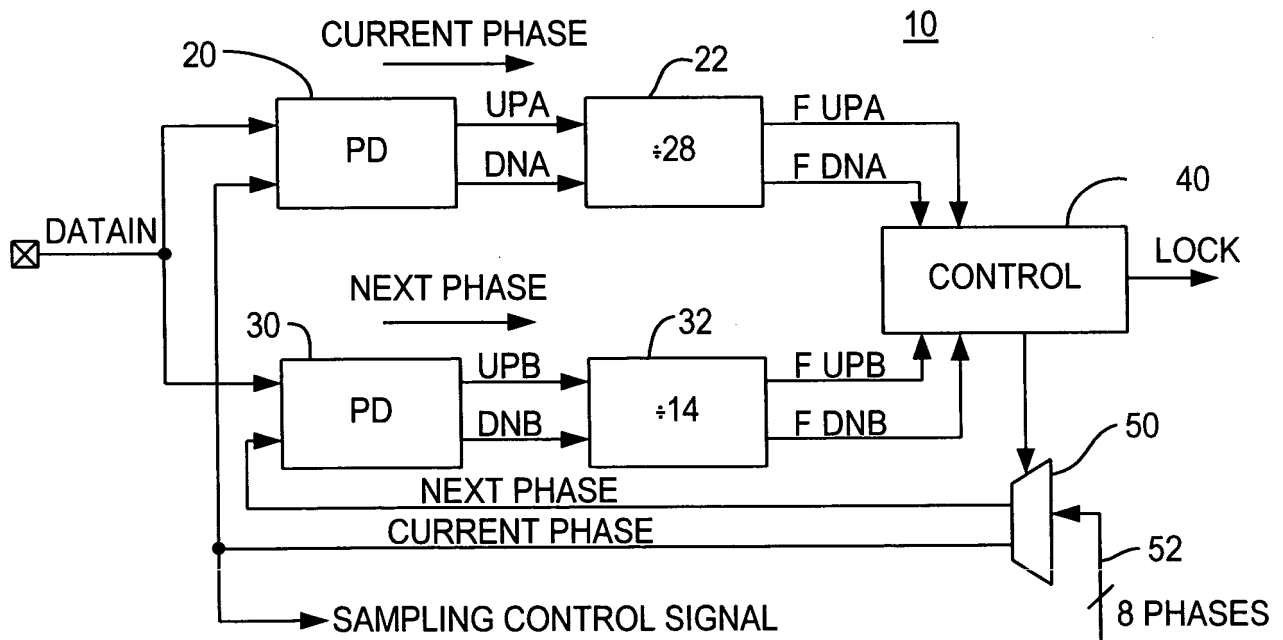 CURRENT PHASE
10
20
22
UPA
F UPA
PD
÷28
DNA
F DNA
40
DATAIN
LOCK
CONTROL
NEXT PHASE
30
32
UPB
F UPB
PD
÷14
DNB
F DNB
50
NEXT PHASE
CURRENT PHASE
52
SAMPLING CONTROL SIGNAL
8 PHASES